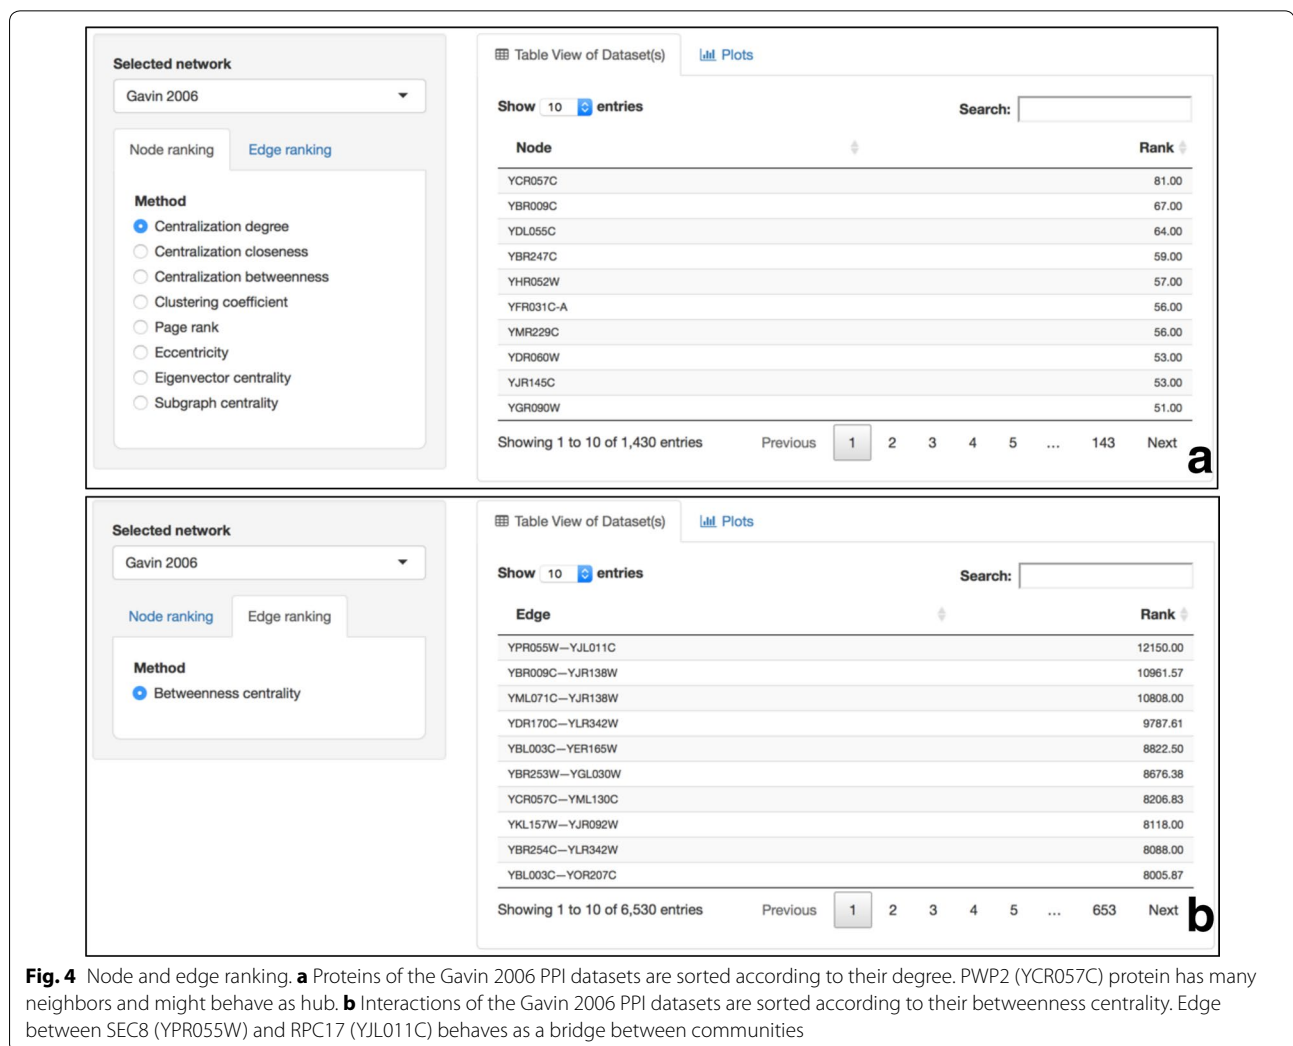 Selected network
Gavin 2006
Node ranking Edge ranking
Method
Centralization degree
Centralization closeness
Centralization betweenness
Clustering coefficient
Page rank
Eccentricity
Eigenvector centrality
Subgraph centrality
Table View of Dataset(s) Plots
Show 10 entries Search:
Node Rank
YCR057C 81.00
YBR009C 67.00
YDL055C 64.00
YBR247C 59.00
YHR052W 57.00
YFR031C-A 56.00
YMR229C 56.00
YDR060W 53.00
YJR145C 53.00
YGR090W 51.00
Showing 1 to 10 of 1,430 entries Previous 1 2 3 4 5 ... 143 Next
a
Selected network
Gavin 2006
Node ranking Edge ranking
Method
Betweenness centrality
Table View of Dataset(s) Plots
Show 10 entries Search:
Edge Rank
YPR055W—YJL011C 12150.00
YBR009C—YJR138W 10961.57
YML071C—YJR138W 10808.00
YDR170C—YLR342W 9787.61
YBL003C—YER165W 8822.50
YBR253W—YGL030W 8676.38
YCR057C—YML130C 8206.83
YKL157W—YJR092W 8118.00
YBR254C—YLR342W 8088.00
YBL003C—YOR207C 8005.87
Showing 1 to 10 of 6,530 entries Previous 1 2 3 4 5 ... 653 Next
b
Fig. 4 Node and edge ranking. a Proteins of the Gavin 2006 PPI datasets are sorted according to their degree. PWP2 (YCR057C) protein has many
neighbors and might behave as hub. b Interactions of the Gavin 2006 PPI datasets are sorted according to their betweenness centrality. Edge
between SEC8 (YPR055W) and RPC17 (YJL011C) behaves as a bridge between communities